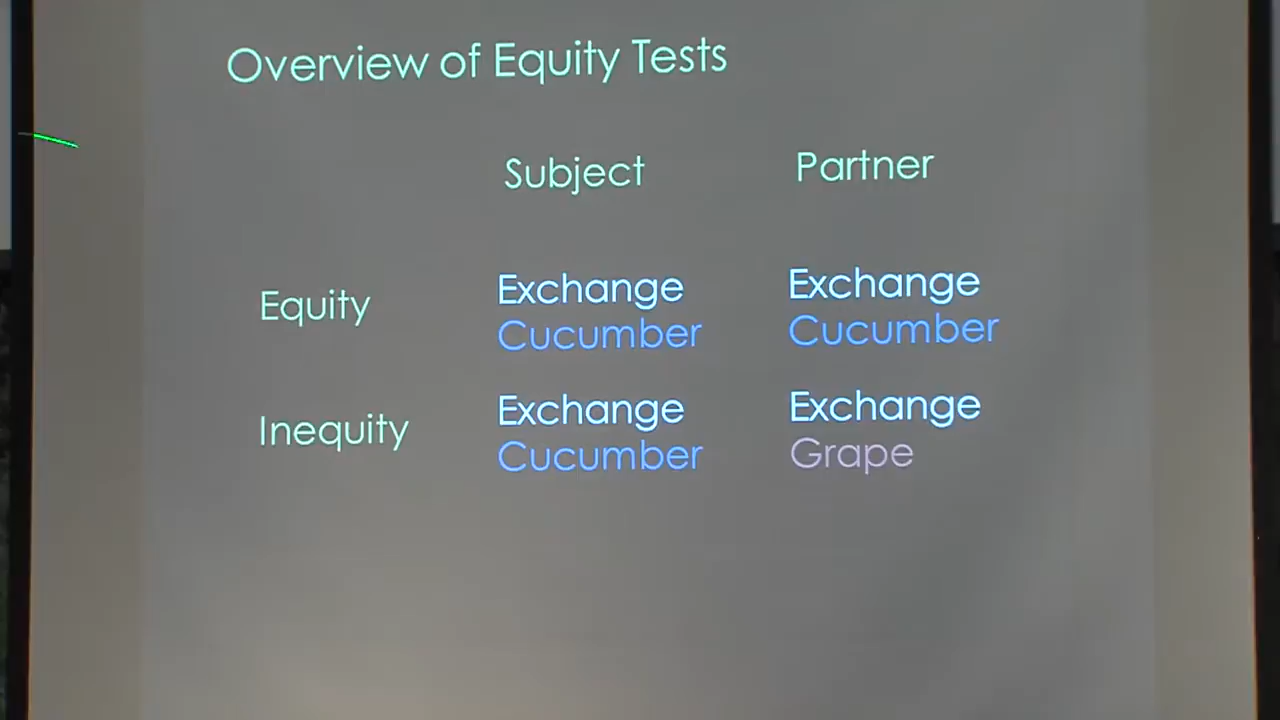 Overview of Equity Tests
Subject Partner
Equity
Exchange Exchange
Cucumber Cucumber
Inequity
Exchange Exchange
Cucumber Grape